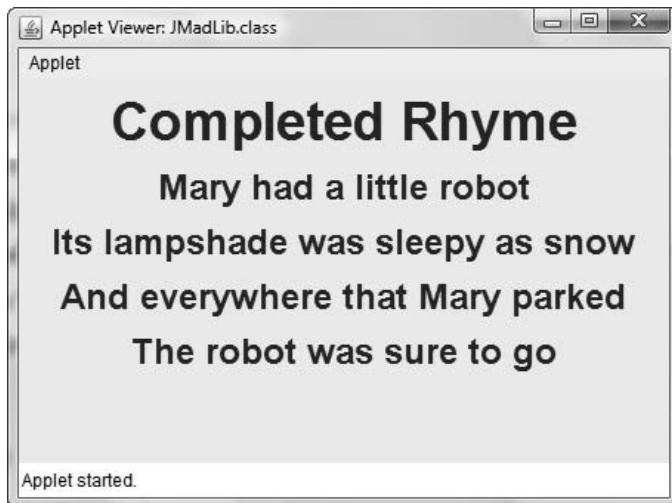 Applet Viewer: JMadLib.class
Applet
Completed Rhyme
Mary had a little robot
Its lampshade was sleepy as snow
And everywhere that Mary parked
The robot was sure to go
Applet started.